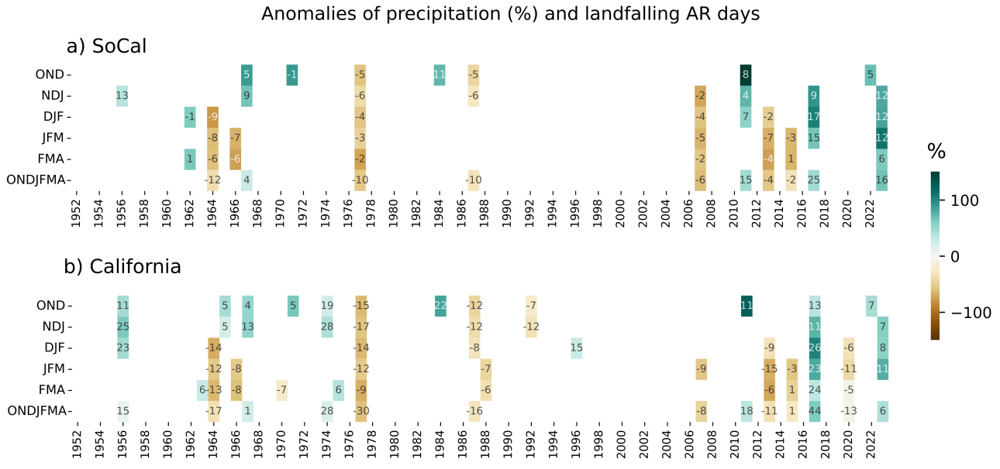 Anomalies of precipitation (%) and landfalling AR days
a) SoCal
OND 5 -1 -5 11 -5 8 5
NDJ 13 9 -6 -6 -2 4 9 12
DJF -1 -9 -4 -4 7 -2 17 12
JFM -8 -7 -3 -5 -7 -3 15 12
FMA 1 -6 -6 -2 -2 -4 1 6
ONDJFMA -12 4 -10 -10 -6 15 -4 -2 25 16
1952 1954 1956 1958 1960 1962 1964 1966 1968 1970 1972 1974 1976 1978 1980 1982 1984 1986 1988 1990 1992 1994 1996 1998 2000 2002 2004 2006 2008 2010 2012 2014 2016 2018 2020 2022
b) California
OND 11 5 4 5 19 -15 22 -12 -7 11 13 7
NDJ 25 5 13 28 -17 -12 -12 11 7
DJF 23 -14 -14 -8 15 -9 26 -6 8
JFM -12 -8 -7 -9 -15 -3 23 -11 11
FMA 6 -13 -8 -7 6 -9 -6 -6 1 24 -5
ONDJFMA 15 -17 1 28 -30 -16 -8 18 -11 1 44 -13 6
1952 1954 1956 1958 1960 1962 1964 1966 1968 1970 1972 1974 1976 1978 1980 1982 1984 1986 1988 1990 1992 1994 1996 1998 2000 2002 2004 2006 2008 2010 2012 2014 2016 2018 2020 2022
%
100
0
−100